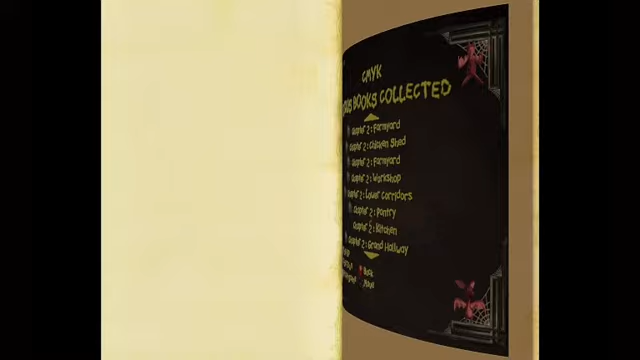 CMYK
BOOKS COLLECTED
Chapter 2: Farmyard
Chapter 2: Chicken Shed
Chapter 2: Farmyard
Chapter 2: Workshop
Chapter 2: Lower Corridors
Chapter 2: Pantry
Chapter 2: Kitchen
Chapter 2: Grand Hallway
Back